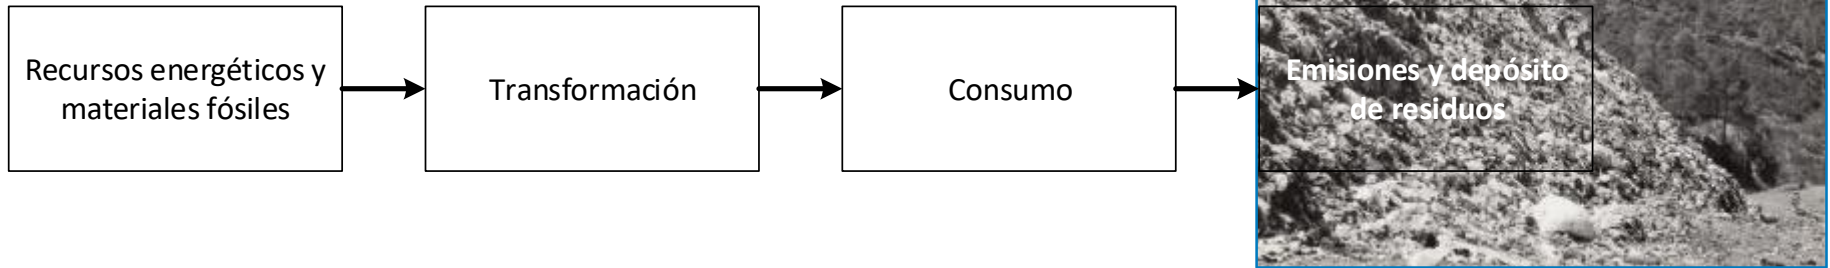 Recursos energéticos y
materiales fósiles
Transformación
Consumo
Emisiones y depósito
de residuos